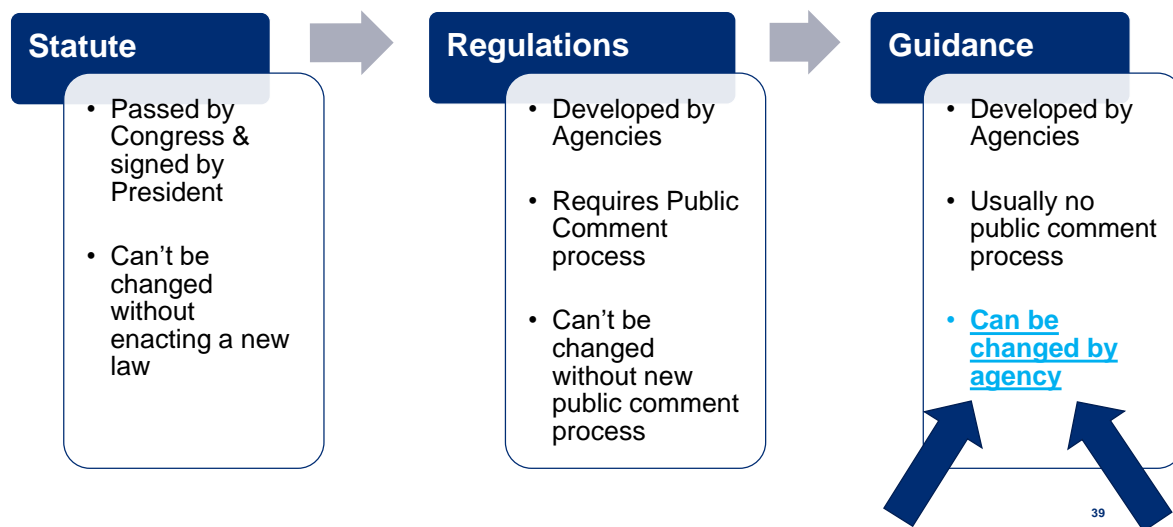 Statute
• Passed by
Congress &
signed by
President
• Can’t be
changed
without
enacting a new
law
Regulations
• Developed by
Agencies
• Requires Public
Comment
process
• Can’t be
changed
without new
public comment
process
Guidance
• Developed by
Agencies
• Usually no
public comment
process
• Can be
changed by
agency
39